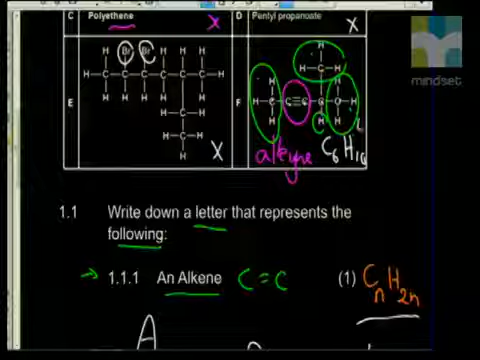 C Polyethene X D Pentyl propanoate X
mindset
H Br Br H H H H
H C C C C C C H
H H H H H
H C H
H C H
H
E X
H
H C H
H H
H C C≡C C C H
H H H
F alkyne C6H10
1.1 Write down a letter that represents the
following:
→ 1.1.1 An Alkene C = C (1) CnH2n
A